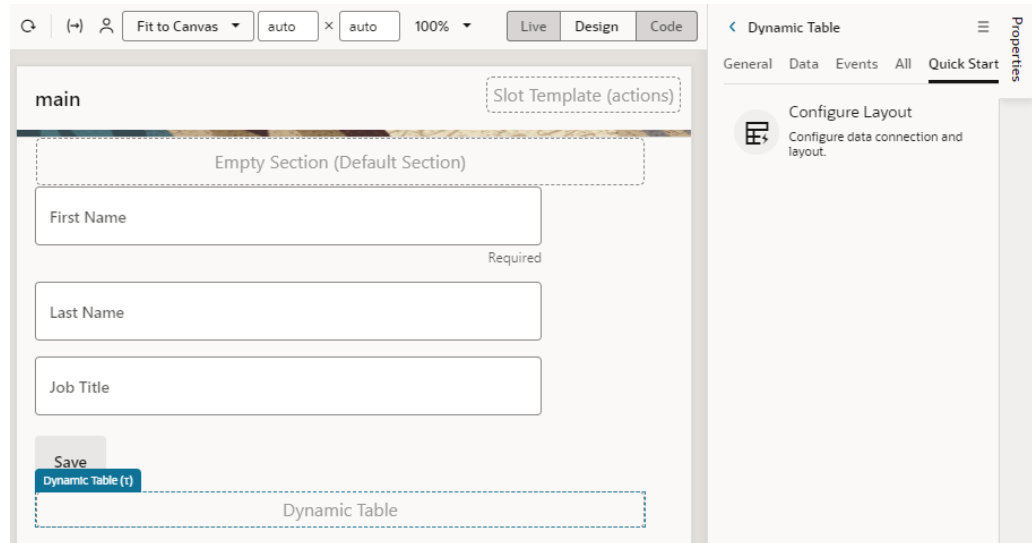 Fit to Canvas auto × auto 100% Live Design Code
main
Slot Template (actions)
Empty Section (Default Section)
First Name
Required
Last Name
Job Title
Save
Dynamic Table (τ)
Dynamic Table
Dynamic Table
General Data Events All Quick Start
Configure Layout
Configure data connection and
layout.
Properties